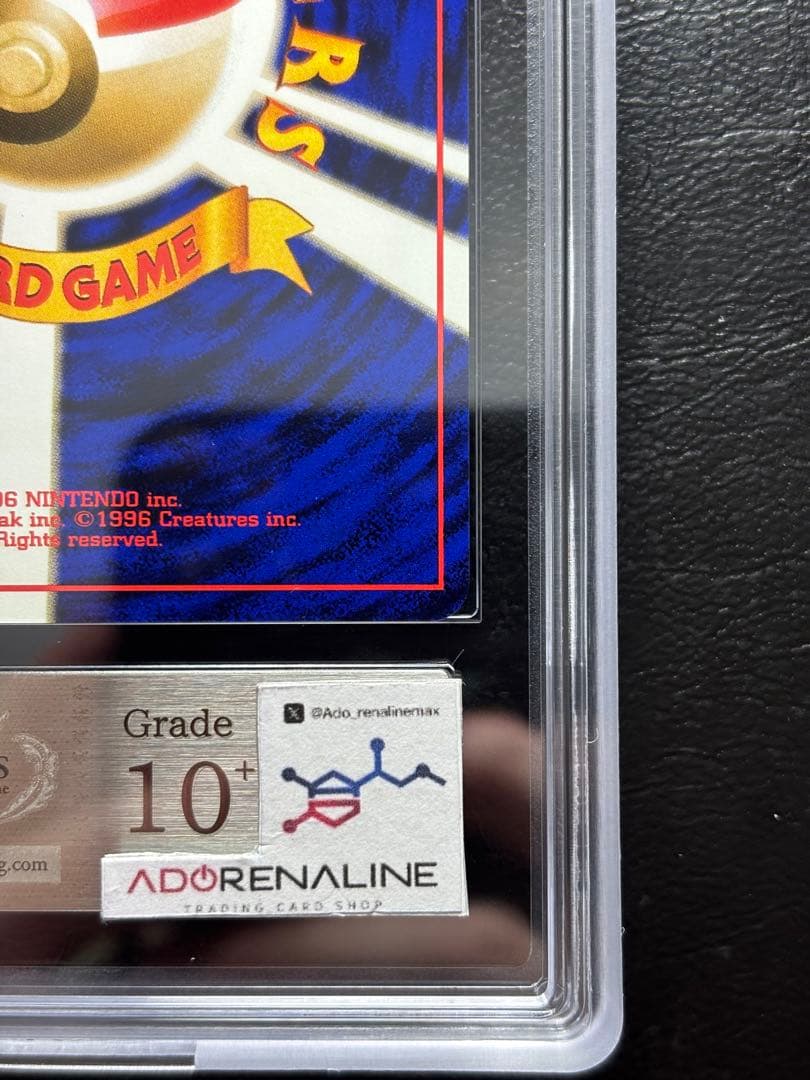 RS
RD GAME
96 NINTENDO inc.
ak inc. ©1996 Creatures inc.
Rights reserved.
Grade
10+
@Ado_renalinemax
g.com
ADORENALINE
TRADING CARD SHOP